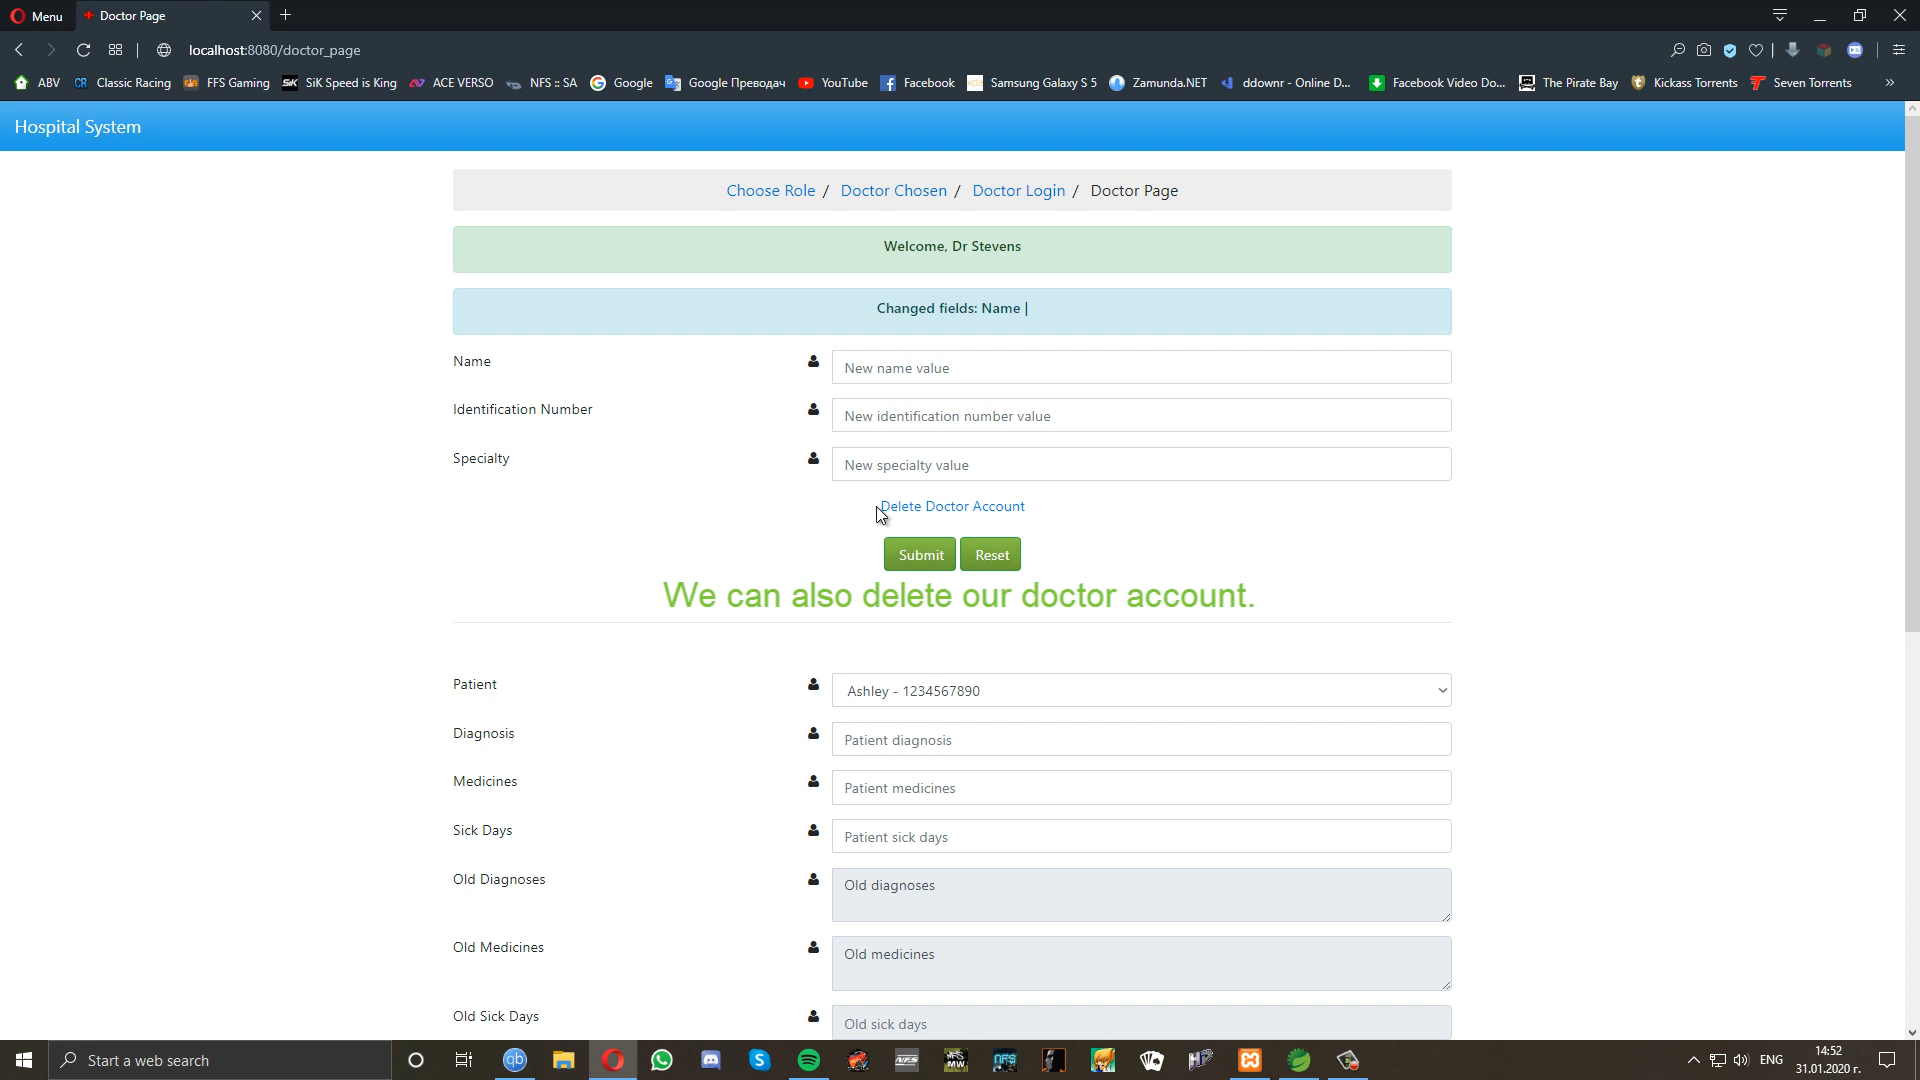 Menu
Doctor Page
localhost:8080/doctor_page
ABV
Classic Racing
FFS Gaming
SiK Speed is King
ACE VERSO
NFS :: SA
Google
Google Преводач
YouTube
Facebook
Samsung Galaxy S 5
Zamunda.NET
ddownr - Online D...
Facebook Video Do...
The Pirate Bay
Kickass Torrents
Seven Torrents
Hospital System
Choose Role / Doctor Chosen / Doctor Login / Doctor Page
Welcome, Dr Stevens
Changed fields: Name |
Name
New name value
Identification Number
New identification number value
Specialty
New specialty value
Delete Doctor Account
Submit
Reset
We can also delete our doctor account.
Patient
Ashley - 1234567890
Diagnosis
Patient diagnosis
Medicines
Patient medicines
Sick Days
Patient sick days
Old Diagnoses
Old diagnoses
Old Medicines
Old medicines
Old Sick Days
Old sick days
Start a web search
qb
NFS
NFS
MW
NFS
HP
ENG
14:52
31.01.2020 г.